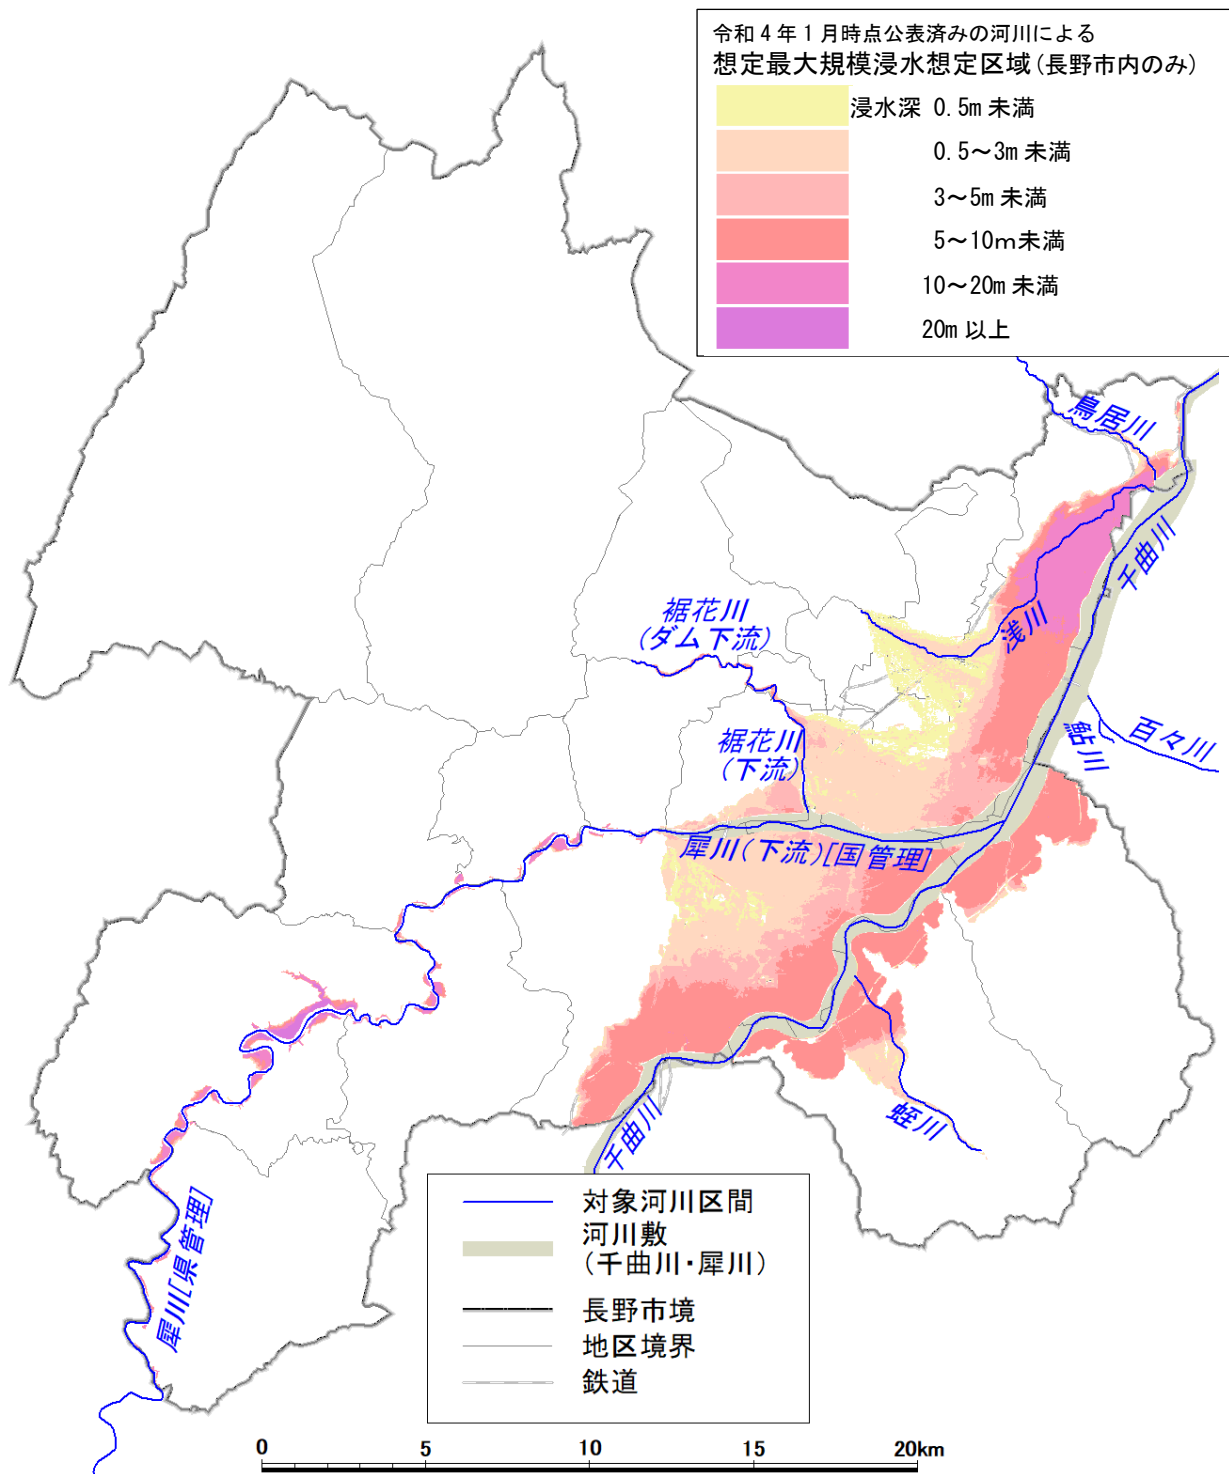 令和４年１月時点公表済みの河川による
想定最大規模浸水想定区域(長野市内のみ)
浸水深 0.5m 未満
0.5～3m 未満
3～5m 未満
5～10ｍ未満
10～20m 未満
20m 以上
鳥居川
千曲川
浅川
裾花川
(ダム下流)
百々川
鮎川
裾花川
(下流)
犀川(下流)[国管理]
蛭川
千曲川
犀川[県管理]
対象河川区間
河川敷
(千曲川・犀川)
長野市境
地区境界
鉄道
0 5 10 15 20km